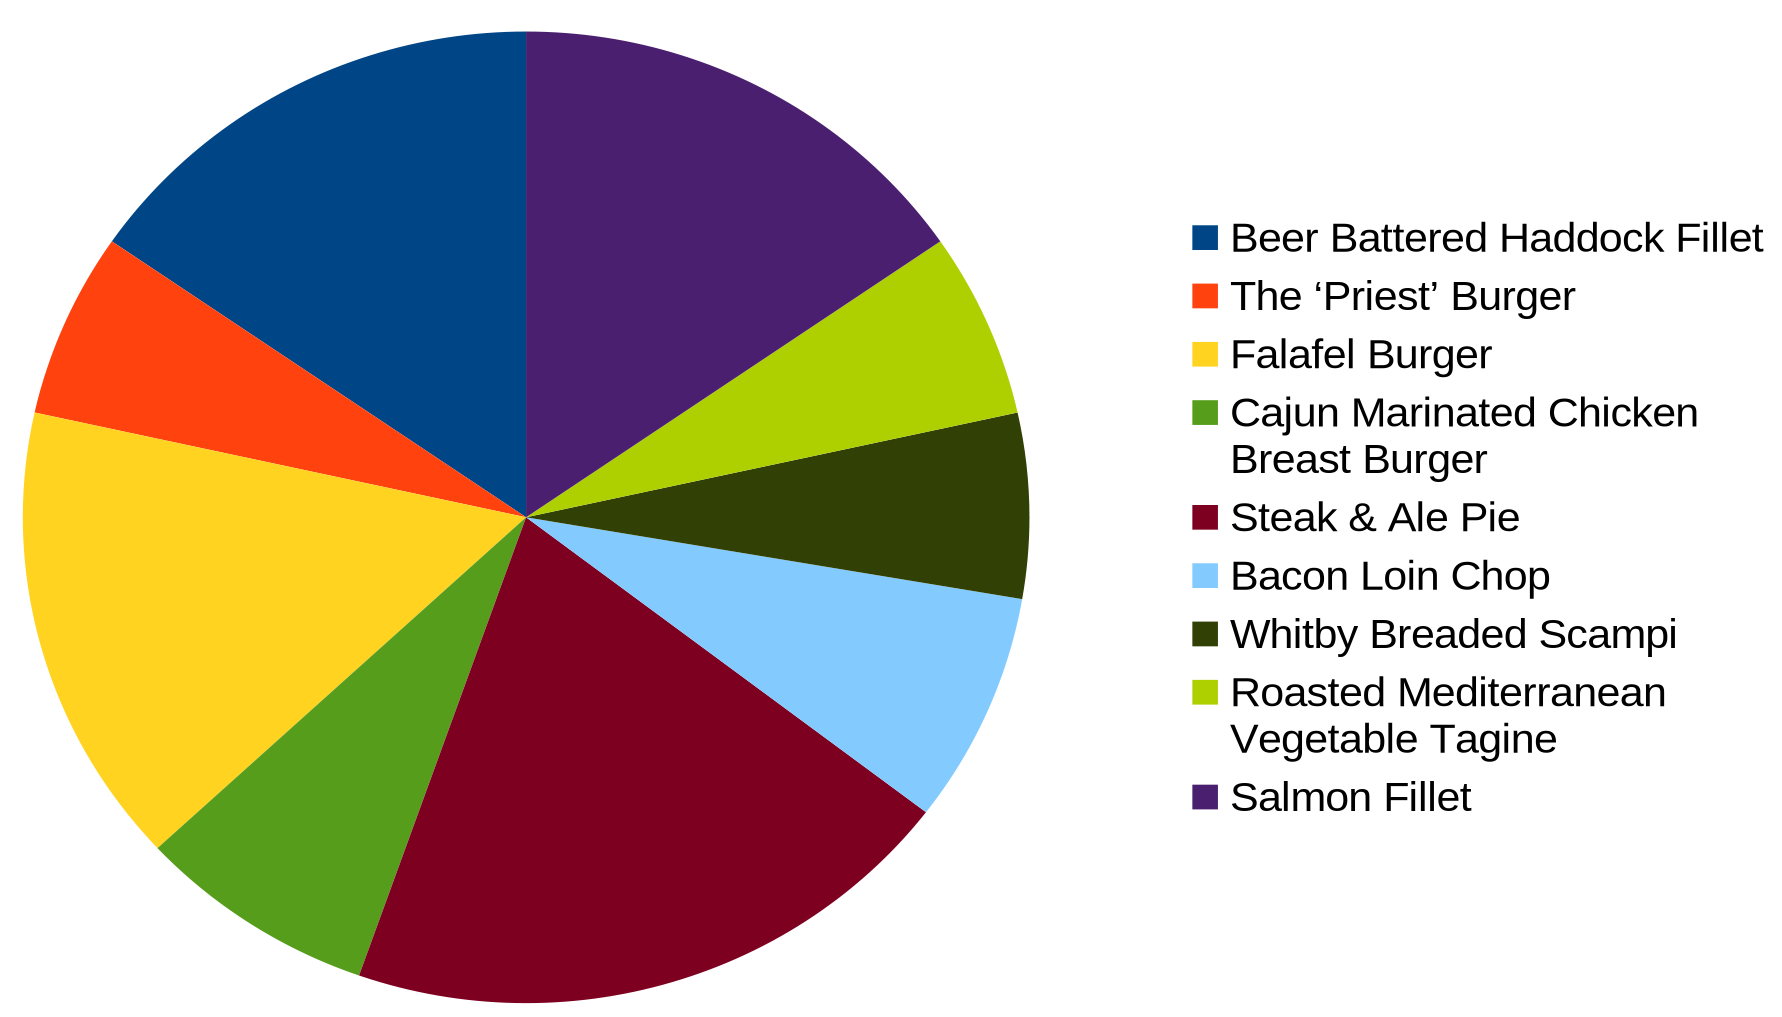 Beer Battered Haddock Fillet
The ‘Priest’ Burger
Falafel Burger
Cajun Marinated Chicken
Breast Burger
Steak & Ale Pie
Bacon Loin Chop
Whitby Breaded Scampi
Roasted Mediterranean
Vegetable Tagine
Salmon Fillet